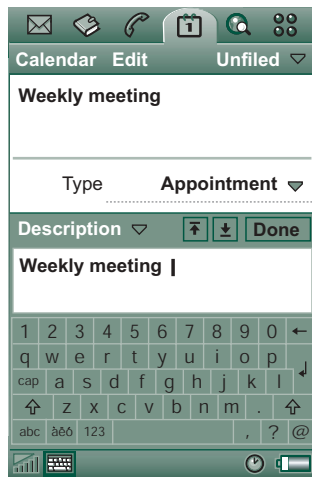 Calendar Edit Unfiled
Weekly meeting
Type Appointment
Description Done
Weekly meeting
1 2 3 4 5 6 7 8 9 0
q w e r t y u i o p
cap a s d f g h j k l
z x c v b n m .
abc àêó 123 , ? @